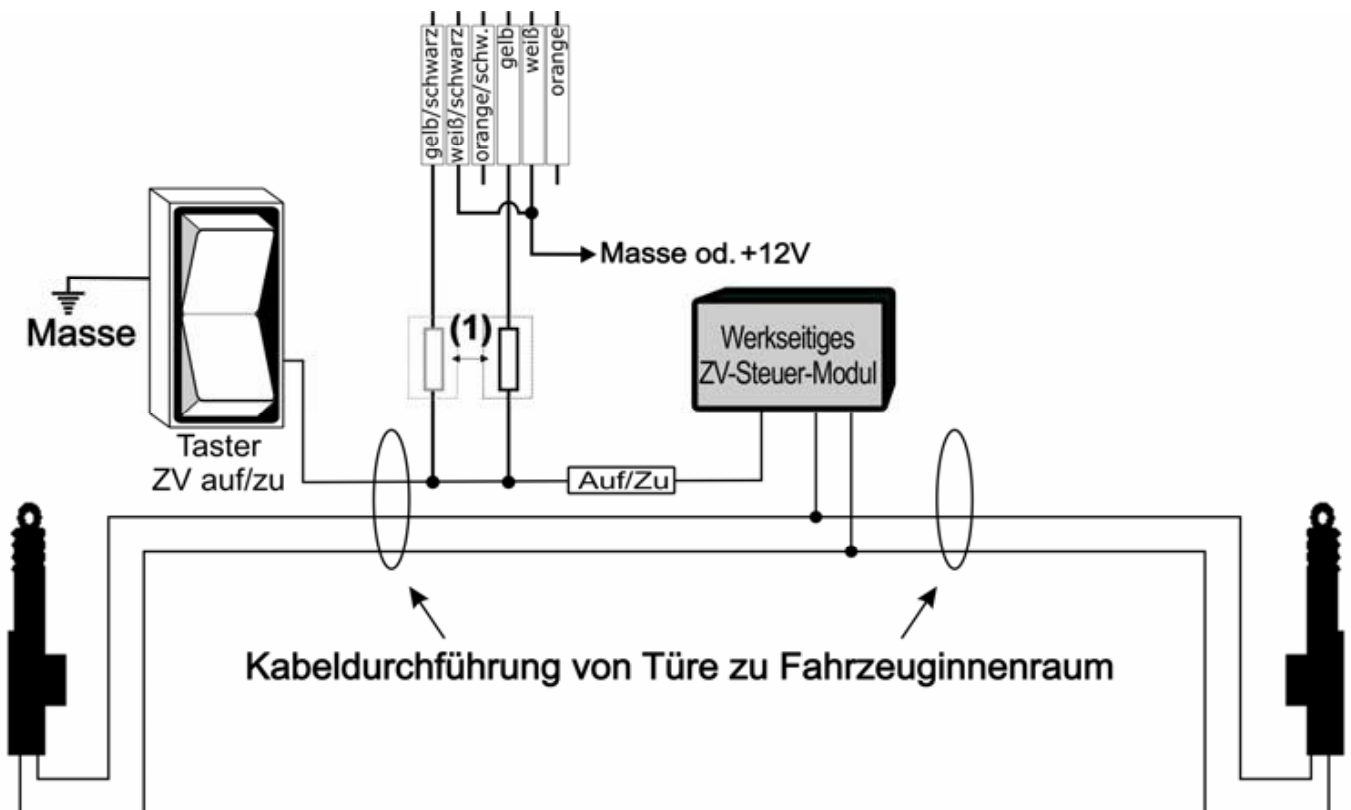 gelb/schwarz
weiß/schwarz
orange/schw.
gelb
weiß
orange
Masse od. +12V
Masse
(1)
Werkseitiges
ZV-Steuer-Modul
Taster
ZV auf/zu
Auf/Zu
Kabeldurchführung von Türe zu Fahrzeuginnenraum